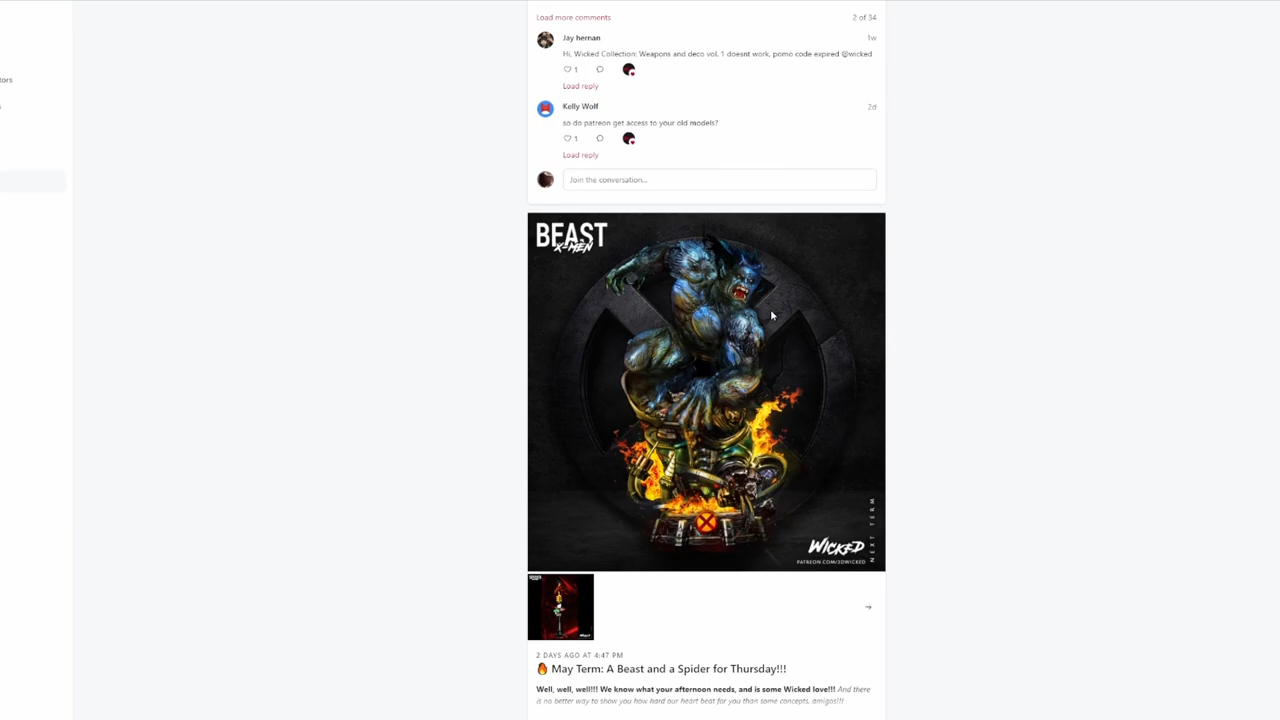 Load more comments 2 of 34
tors
Jay hernan 1w
Hi, Wicked Collection: Weapons and deco vol. 1 doesnt work, pomo code expired @wicked
1
Load reply
Kelly Wolf 2d
s
so do patreon get access to your old models?
1
Load reply
Join the conversation...
BEAST
X-MEN
NEXT TERM
WICKED
PATREON.COM/3DWICKED
2 DAYS AGO AT 4:47 PM
🔥 May Term: A Beast and a Spider for Thursday!!!
Well, well, well!!! We know what your afternoon needs, and is some Wicked love!!! And there
is no better way to show you how hard our heart beat for you than some concepts, amigos!!!